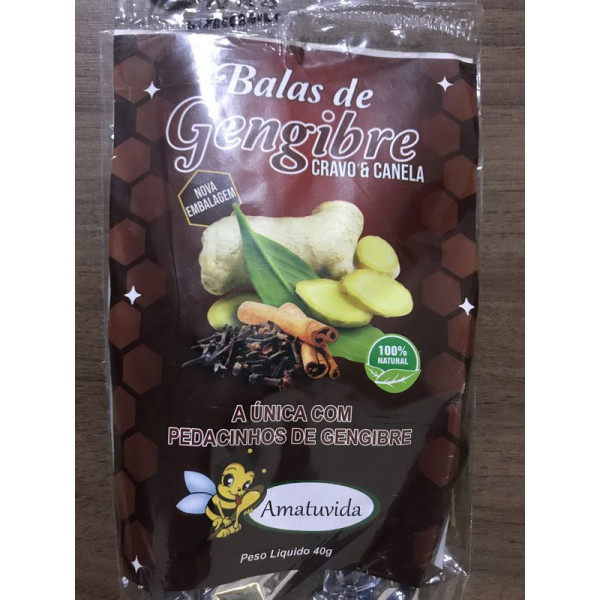 Balas de
Gengibre
CRAVO & CANELA
NOVA
EMBALAGEM
100%
NATURAL
A ÚNICA COM
PEDACINHOS DE GENGIBRE
Amatuvida
Peso Líquido 40g